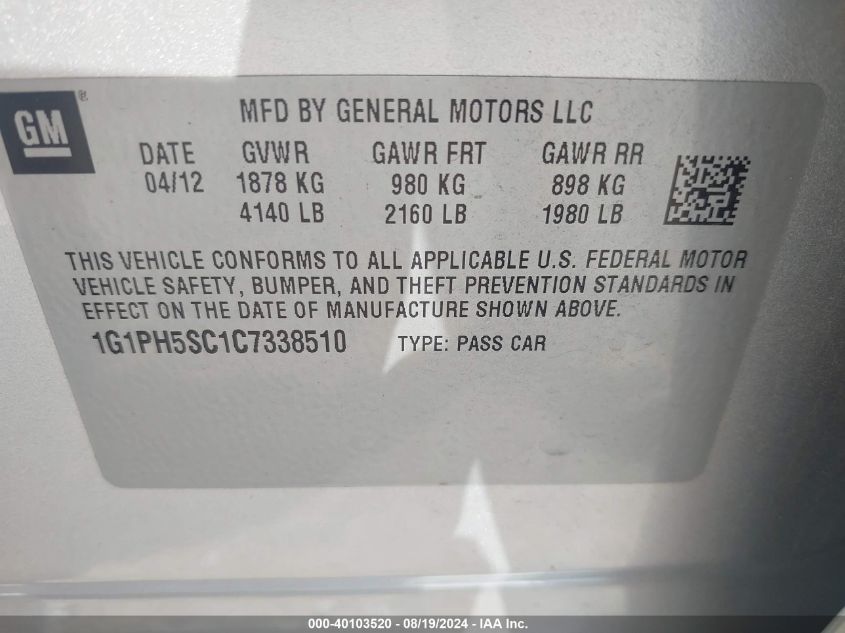 GM ®
MFD BY GENERAL MOTORS LLC
DATE GVWR GAWR FRT GAWR RR
04/12 1878 KG 980 KG 898 KG
4140 LB 2160 LB 1980 LB
THIS VEHICLE CONFORMS TO ALL APPLICABLE U.S. FEDERAL MOTOR
VEHICLE SAFETY, BUMPER, AND THEFT PREVENTION STANDARDS IN
EFFECT ON THE DATE OF MANUFACTURE SHOWN ABOVE.
1G1PH5SC1C7338510 TYPE: PASS CAR
000-40103520 - 08/19/2024 - IAA Inc.